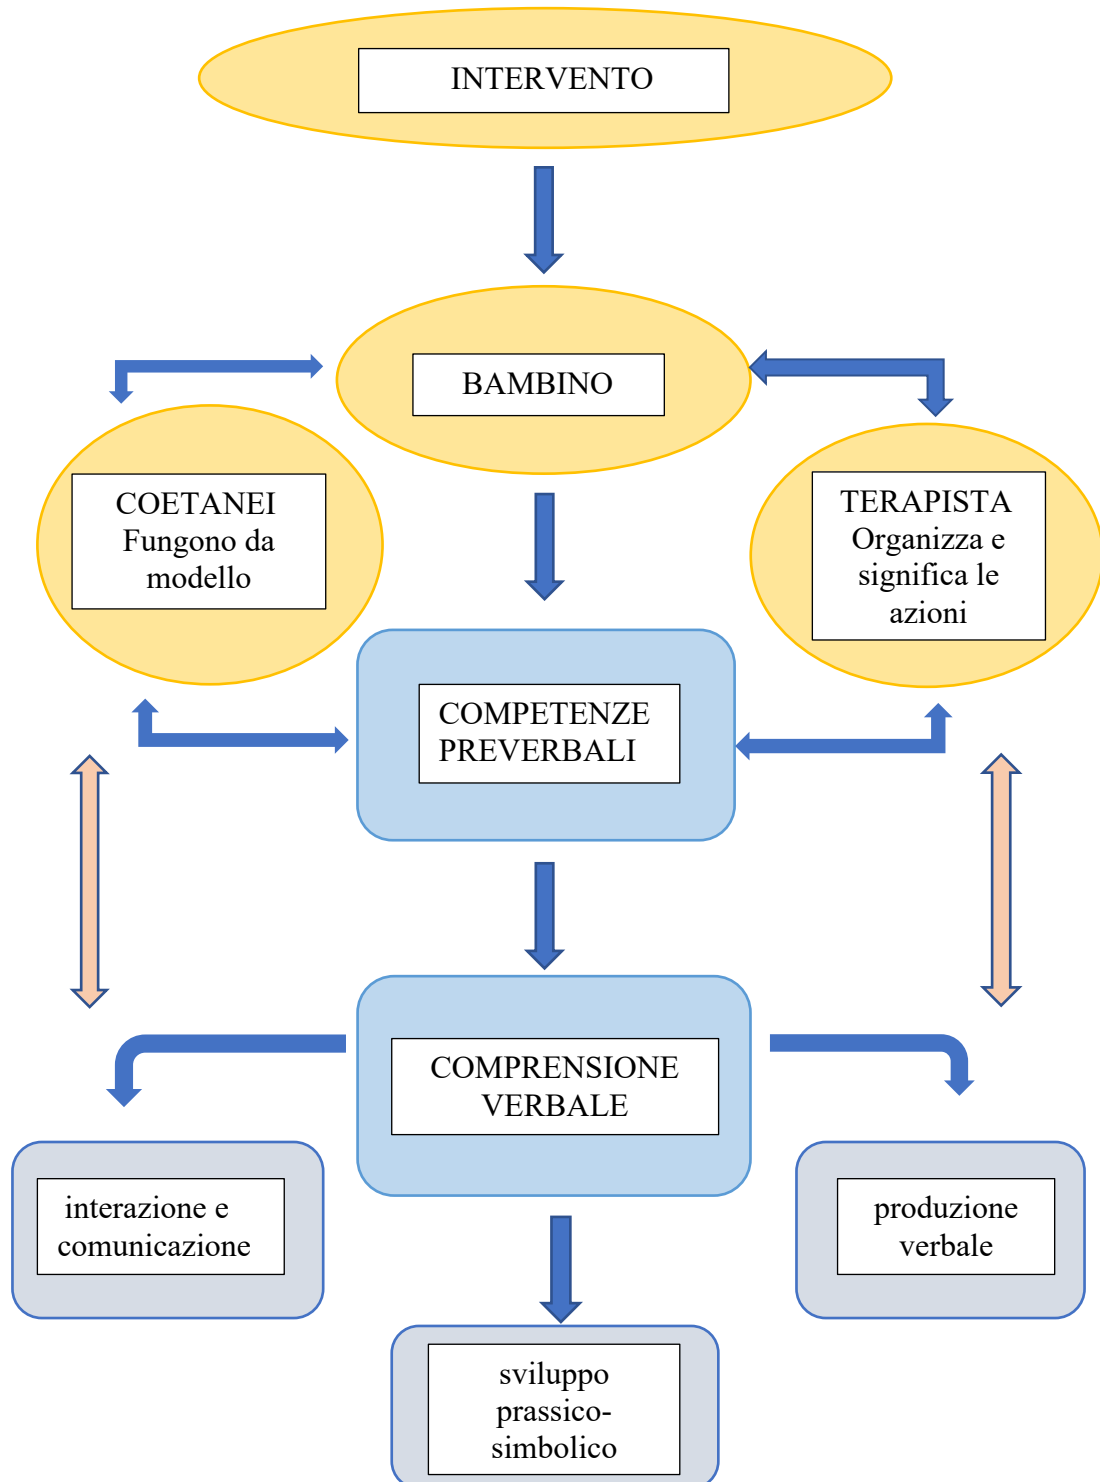 INTERVENTO
BAMBINO
COETANEI
Fungono da
modello
TERAPISTA
Organizza e
significa le
azioni
COMPETENZE
PREVERBALI
COMPRENSIONE
VERBALE
interazione e
comunicazione
produzione
verbale
sviluppo
prassico-
simbolico